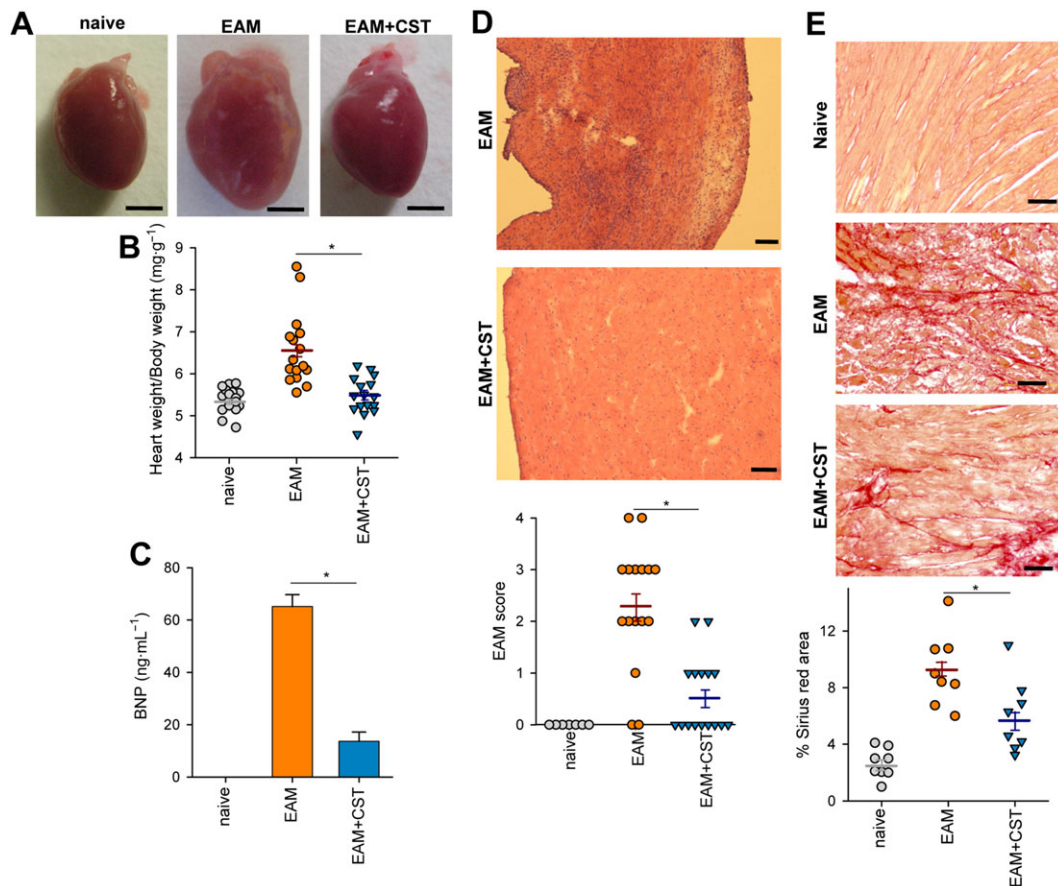 A
naive
EAM
EAM+CST
B
Heart weight/Body weight (mg·g⁻¹)
9
8
7
6
5
4
*
naive
EAM
EAM+CST
C
BNP (ng·mL⁻¹)
80
60
40
20
0
*
naive
EAM
EAM+CST
D
EAM
EAM+CST
EAM score
4
3
2
1
0
*
naive
EAM
EAM+CST
E
Naive
EAM
EAM+CST
% Sirius red area
12
8
4
0
*
naive
EAM
EAM+CST